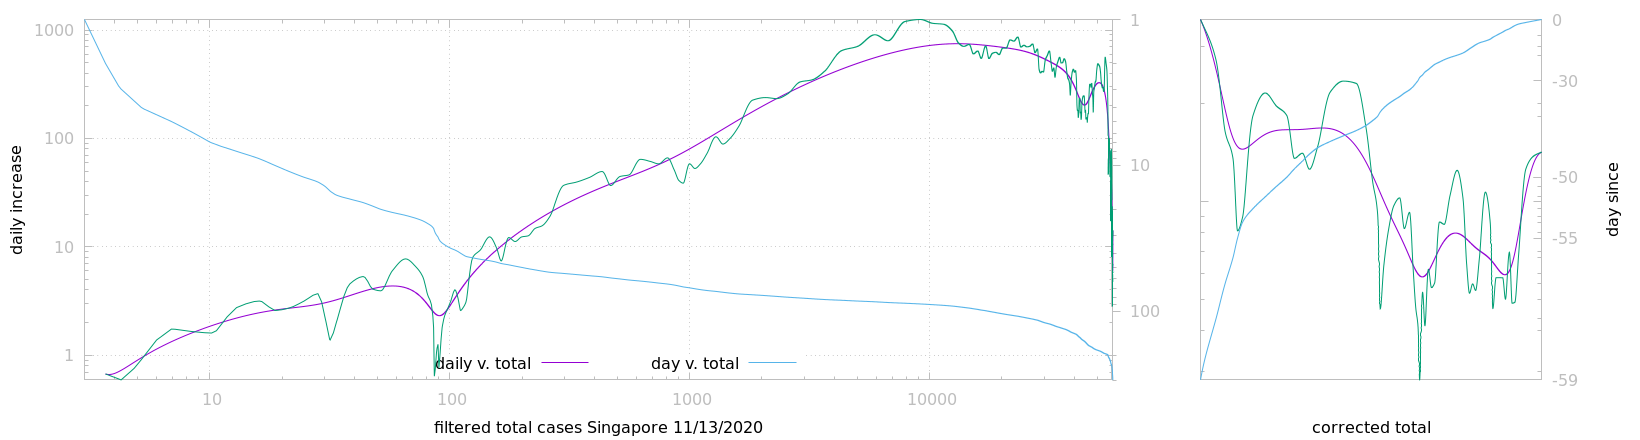 1000
100
10
1
daily increase
10
100
1000
10000
filtered total cases Singapore 11/13/2020
daily v. total
day v. total
1
10
100
0
-30
-50
-55
-59
day since
corrected total